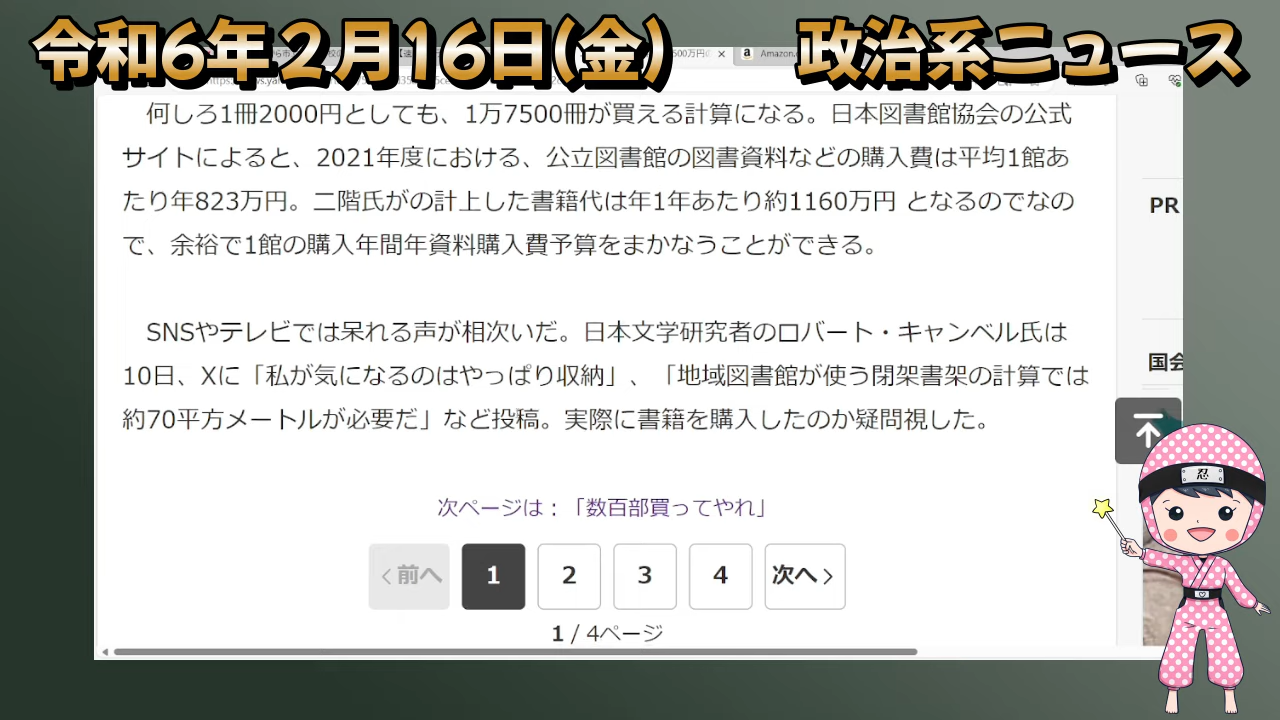 令和6年２月16日(金)　政治系ニュース
500万円の
Amazon.
何しろ1冊2000円としても、1万7500冊が買える計算になる。日本図書館協会の公式
サイトによると、2021年度における、公立図書館の図書資料などの購入費は平均1館あ
たり年823万円。二階氏がの計上した書籍代は年1年あたり約1160万円 となるのでなの
で、余裕で1館の購入年間年資料購入費予算をまかなうことができる。
PR
SNSやテレビでは呆れる声が相次いだ。日本文学研究者のロバート・キャンベル氏は
10日、Xに「私が気になるのはやっぱり収納」、「地域図書館が使う閉架書架の計算では
約70平方メートルが必要だ」など投稿。実際に書籍を購入したのか疑問視した。
国会
忍
次ページは：「数百部買ってやれ」
前へ 1 2 3 4 次へ
1 / 4ページ